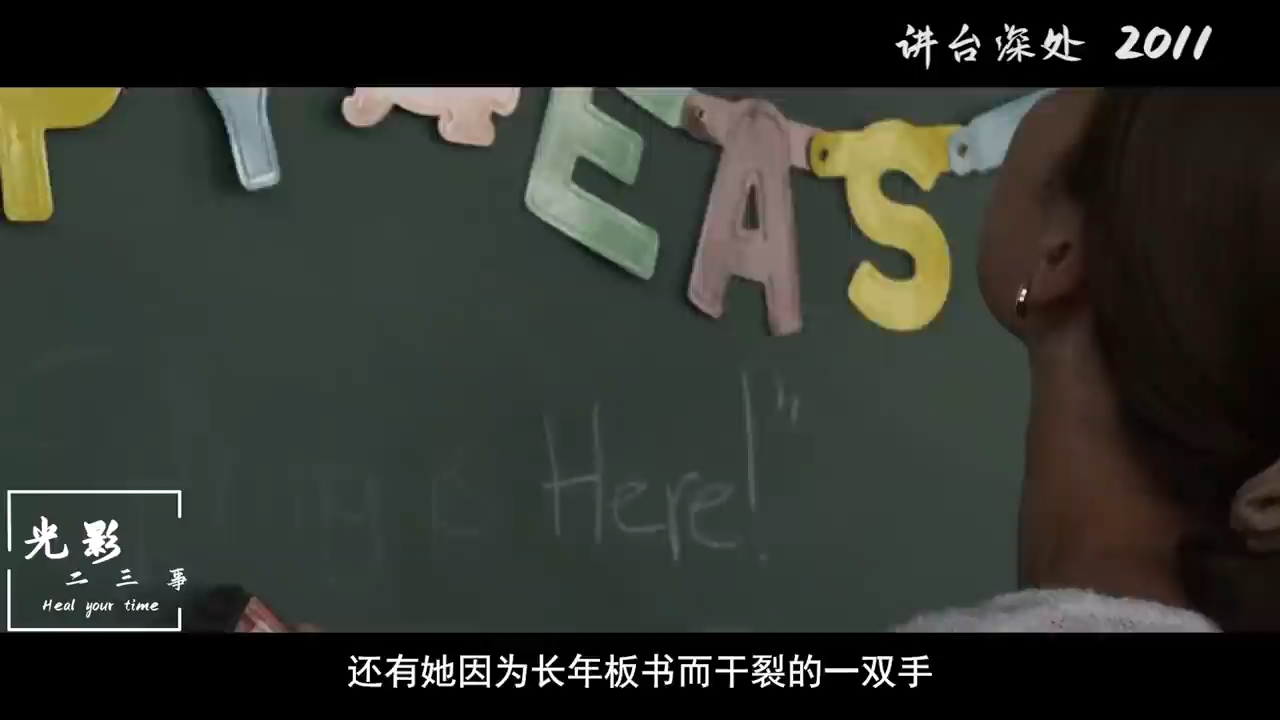 讲台深处 2011
P Y EAS
is Here!"
光影
二三事
Heal your time
还有她因为长年板书而干裂的一双手